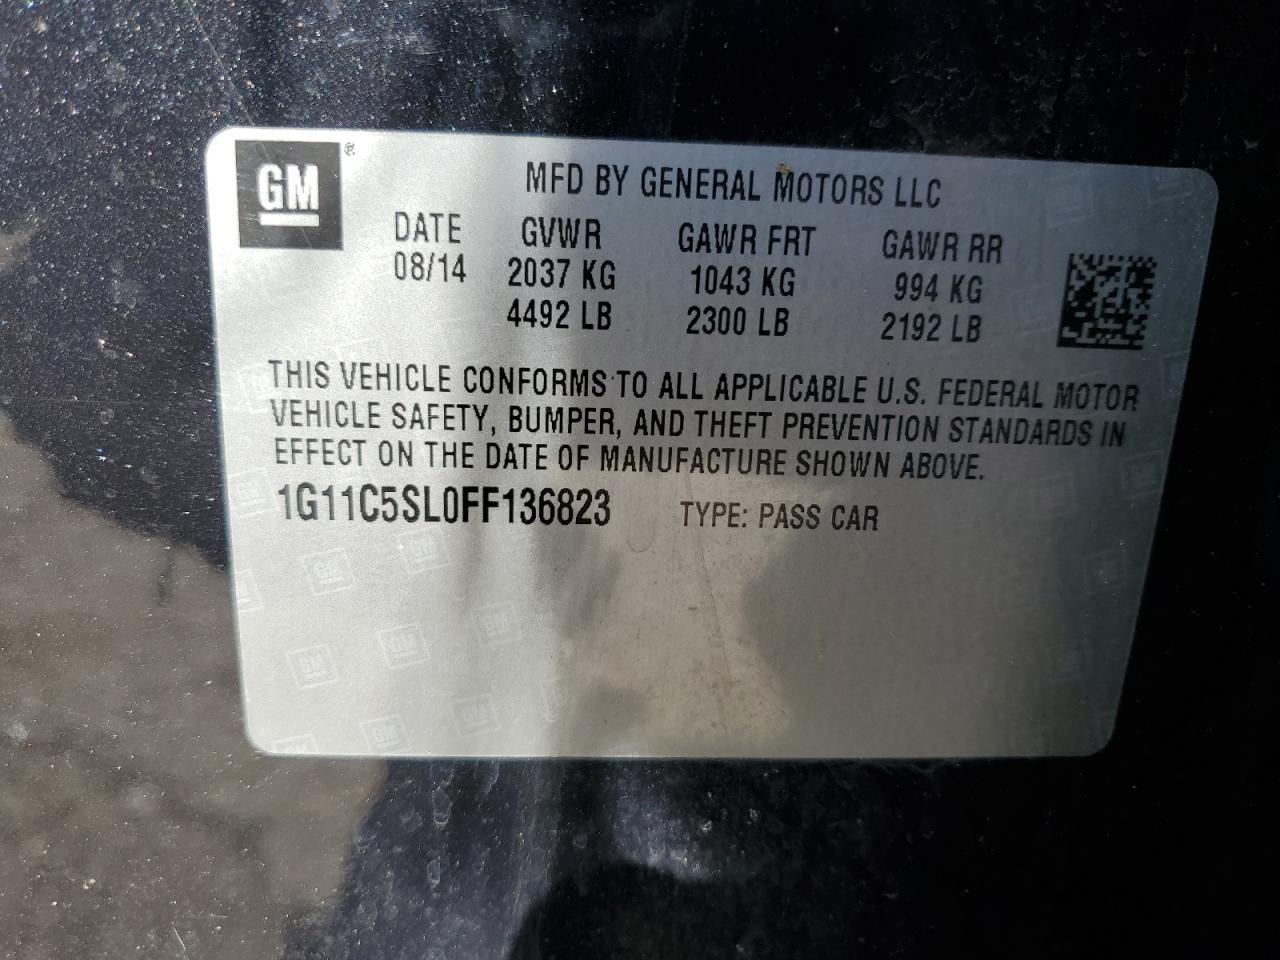 GM ®
MFD BY GENERAL MOTORS LLC
DATE GVWR GAWR FRT GAWR RR
08/14 2037 KG 1043 KG 994 KG
4492 LB 2300 LB 2192 LB
THIS VEHICLE CONFORMS TO ALL APPLICABLE U.S. FEDERAL MOTOR
VEHICLE SAFETY, BUMPER, AND THEFT PREVENTION STANDARDS IN
EFFECT ON THE DATE OF MANUFACTURE SHOWN ABOVE.
1G11C5SL0FF136823 TYPE: PASS CAR